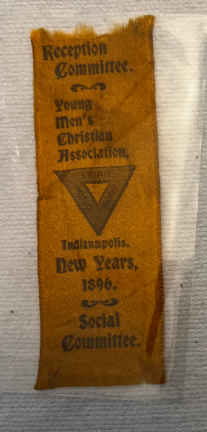 Reception
Committee.
Young
Men's
Christian
Association,
Indianapolis.
New Years,
1896.
Social
Committee.